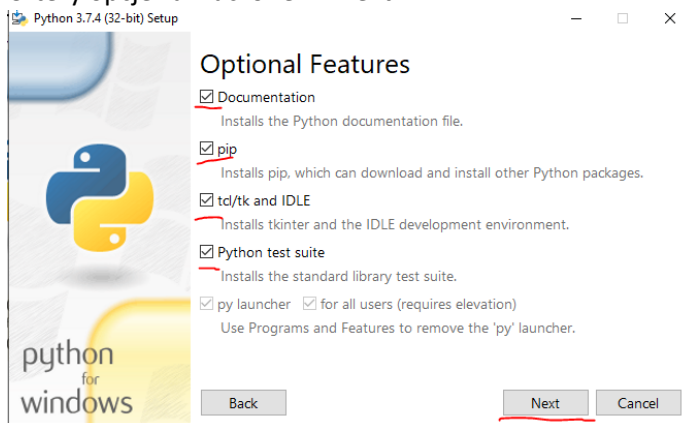 Python 3.7.4 (32-bit) Setup
Optional Features
Documentation
Installs the Python documentation file.
pip
Installs pip, which can download and install other Python packages.
tcl/tk and IDLE
Installs tkinter and the IDLE development environment.
Python test suite
Installs the standard library test suite.
py launcher for all users (requires elevation)
Use Programs and Features to remove the 'py' launcher.
python
for
windows
Back Next Cancel